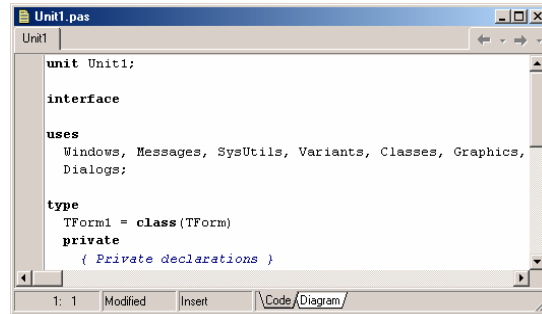 Unit1.pas
Unit1
unit Unit1;
interface
uses
Windows, Messages, SysUtils, Variants, Classes, Graphics,
Dialogs;
type
TForm1 = class(TForm)
private
{ Private declarations }
1: 1 Modified Insert Code Diagram